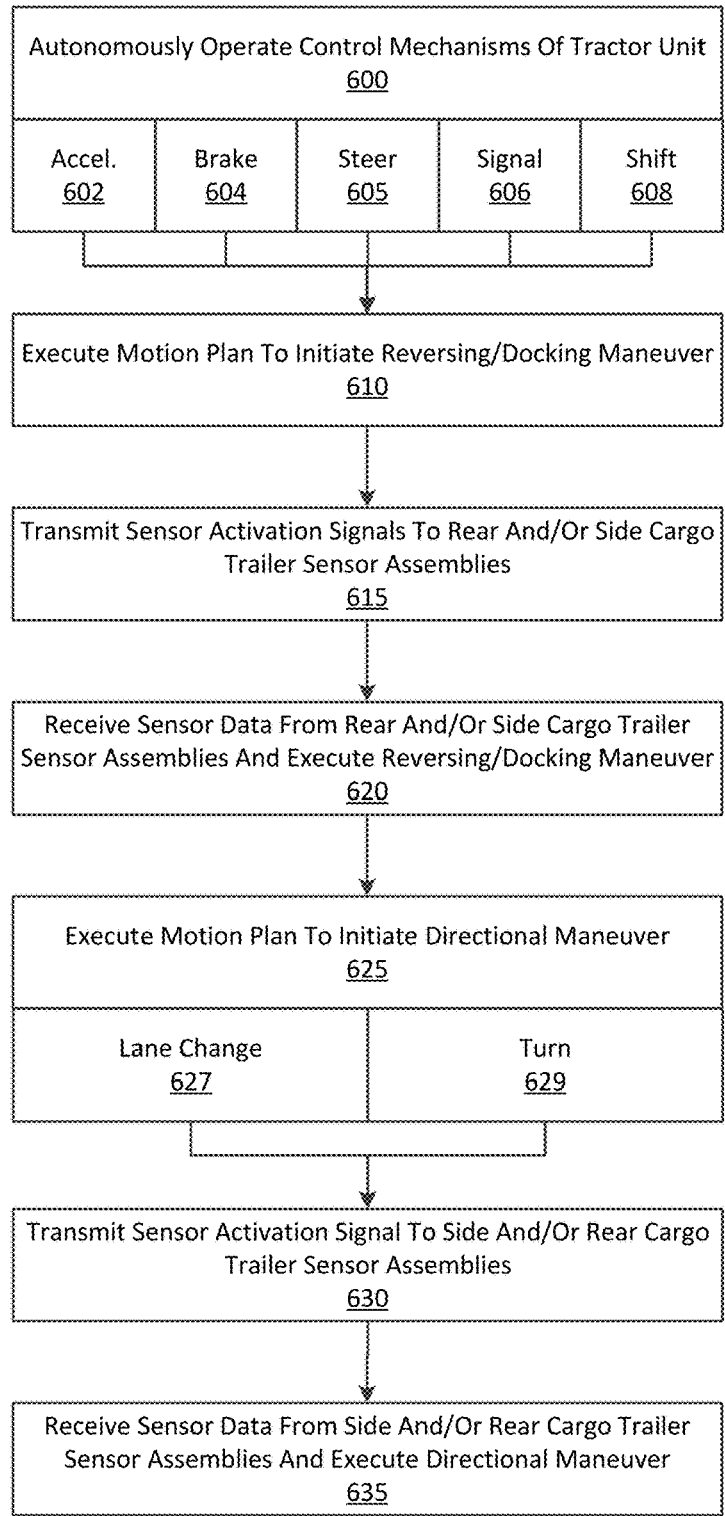 Autonomously Operate Control Mechanisms Of Tractor Unit
600
Accel.
602
Brake
604
Steer
605
Signal
606
Shift
608
Execute Motion Plan To Initiate Reversing/Docking Maneuver
610
Transmit Sensor Activation Signals To Rear And/Or Side Cargo
Trailer Sensor Assemblies
615
Receive Sensor Data From Rear And/Or Side Cargo Trailer
Sensor Assemblies And Execute Reversing/Docking Maneuver
620
Execute Motion Plan To Initiate Directional Maneuver
625
Lane Change
627
Turn
629
Transmit Sensor Activation Signal To Side And/Or Rear Cargo
Trailer Sensor Assemblies
630
Receive Sensor Data From Side And/Or Rear Cargo Trailer
Sensor Assemblies And Execute Directional Maneuver
635